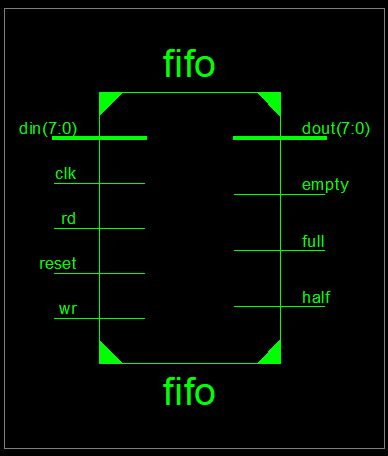 fifo
din(7:0)
dout(7:0)
clk
empty
rd
full
reset
half
wr
fifo